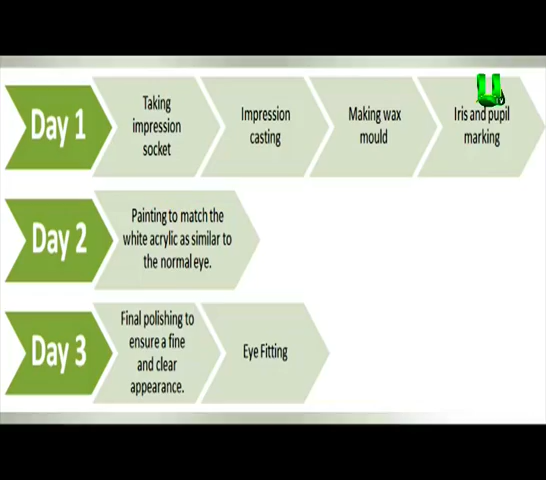 Day 1
Taking
impression
socket
Impression
casting
Making wax
mould
Iris and pupil
marking
Day 2
Painting to match the
white acrylic as similar to
the normal eye.
Day 3
Final polishing to
ensure a fine
and clear
appearance.
Eye Fitting